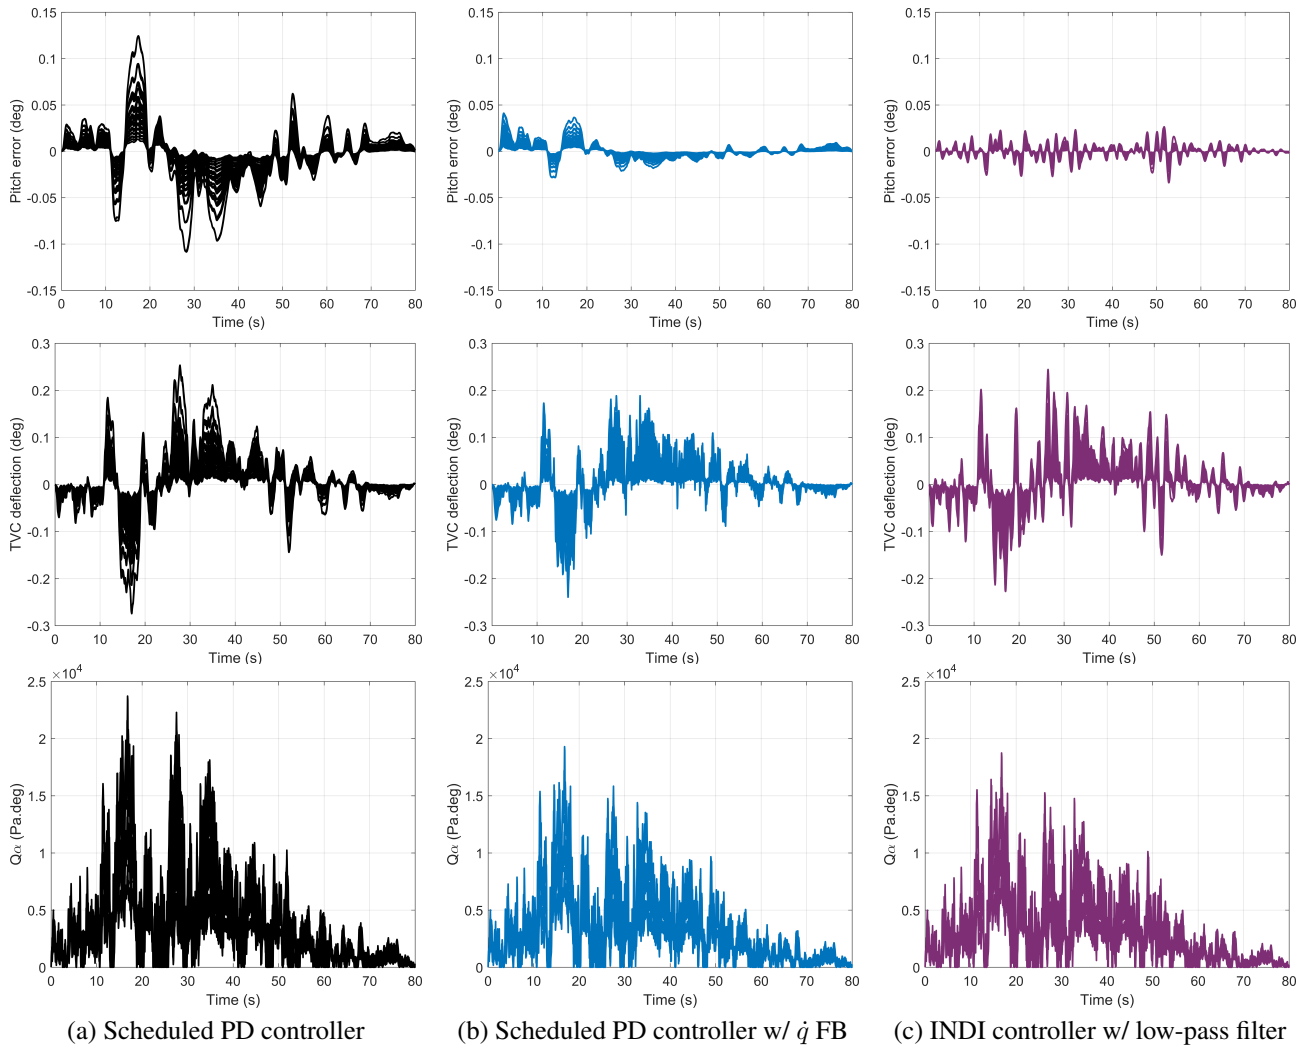 0.15
0.1
0.05
0
-0.05
-0.1
-0.15
Pitch error (deg)
0 10 20 30 40 50 60 70 80
Time (s)
0.15
0.1
0.05
0
-0.05
-0.1
-0.15
Pitch error (deg)
0 10 20 30 40 50 60 70 80
Time (s)
0.15
0.1
0.05
0
-0.05
-0.1
-0.15
Pitch error (deg)
0 10 20 30 40 50 60 70 80
Time (s)
0.3
0.2
0.1
0
-0.1
-0.2
-0.3
TVC deflection (deg)
0 10 20 30 40 50 60 70 80
Time (s)
0.3
0.2
0.1
0
-0.1
-0.2
-0.3
TVC deflection (deg)
0 10 20 30 40 50 60 70 80
Time (s)
0.3
0.2
0.1
0
-0.1
-0.2
-0.3
TVC deflection (deg)
0 10 20 30 40 50 60 70 80
Time (s)
×10⁴
2.5
2
1.5
1
0.5
0
Qα (Pa.deg)
0 10 20 30 40 50 60 70 80
Time (s)
×10⁴
2.5
2
1.5
1
0.5
0
Qα (Pa.deg)
0 10 20 30 40 50 60 70 80
Time (s)
×10⁴
2.5
2
1.5
1
0.5
0
Qα (Pa.deg)
0 10 20 30 40 50 60 70 80
Time (s)
(a) Scheduled PD controller
(b) Scheduled PD controller w/ q̇ FB
(c) INDI controller w/ low-pass filter